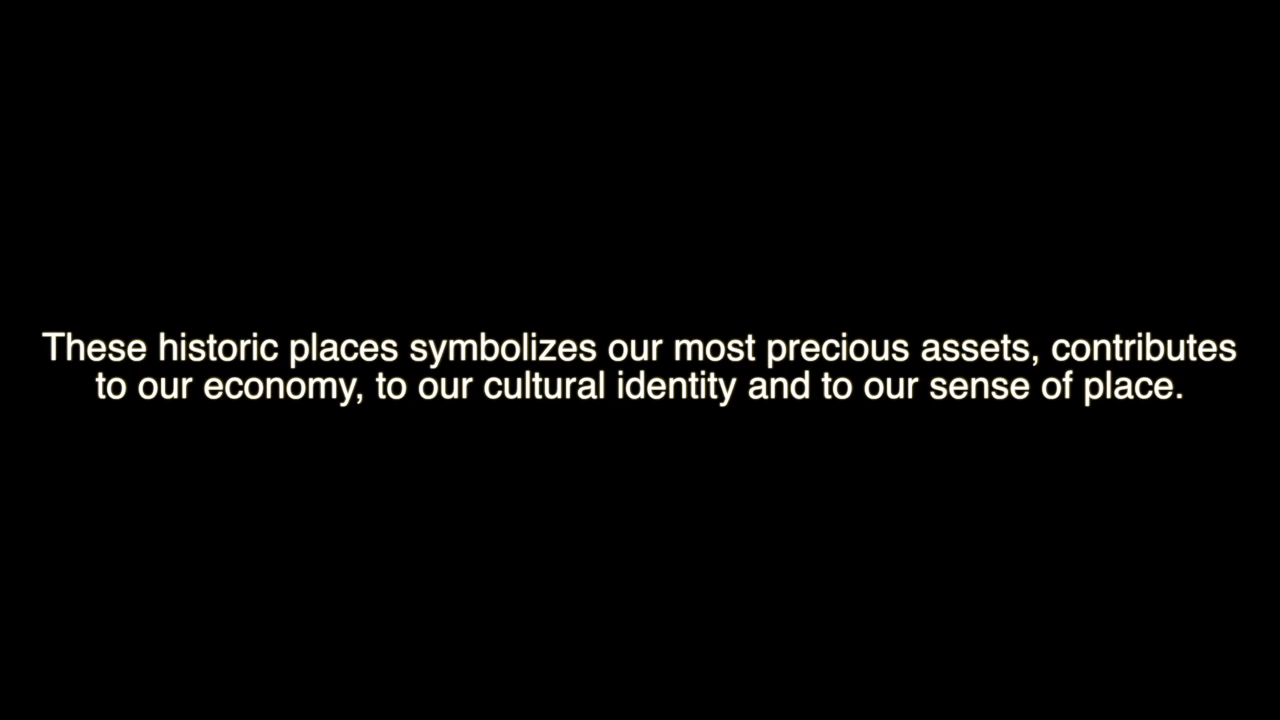 These historic places symbolizes our most precious assets, contributes
to our economy, to our cultural identity and to our sense of place.